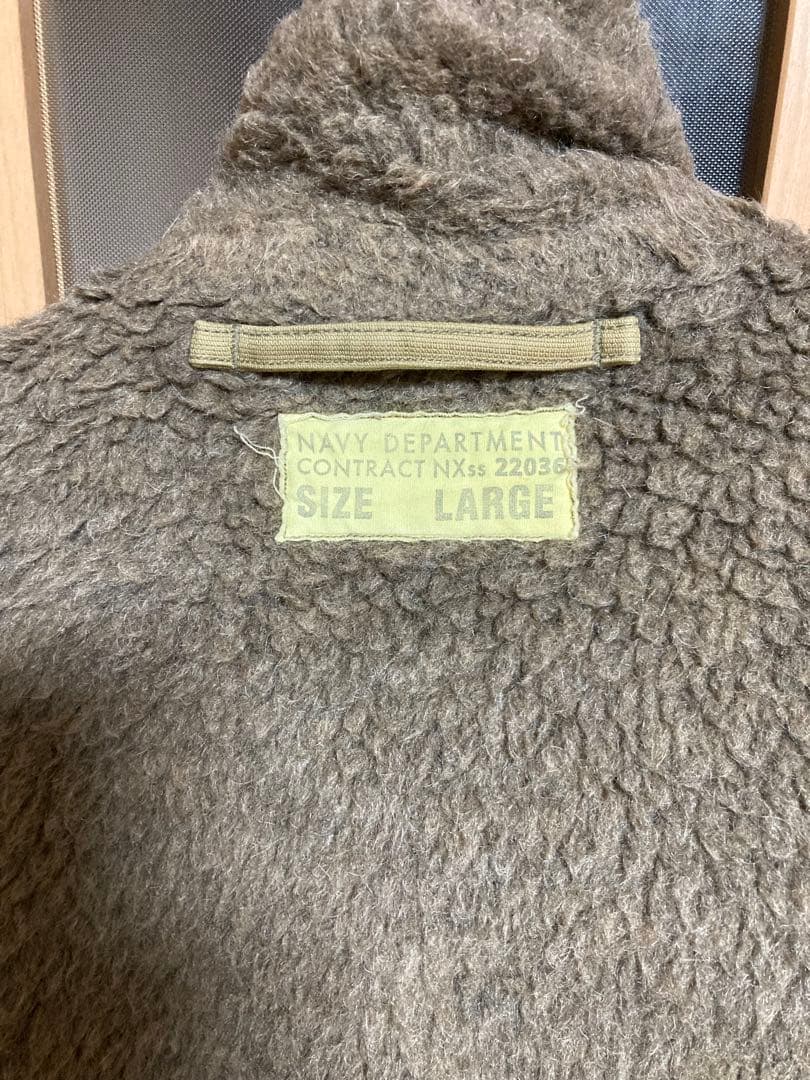 NAVY DEPARTMENT
CONTRACT NXss 22036
SIZE LARGE